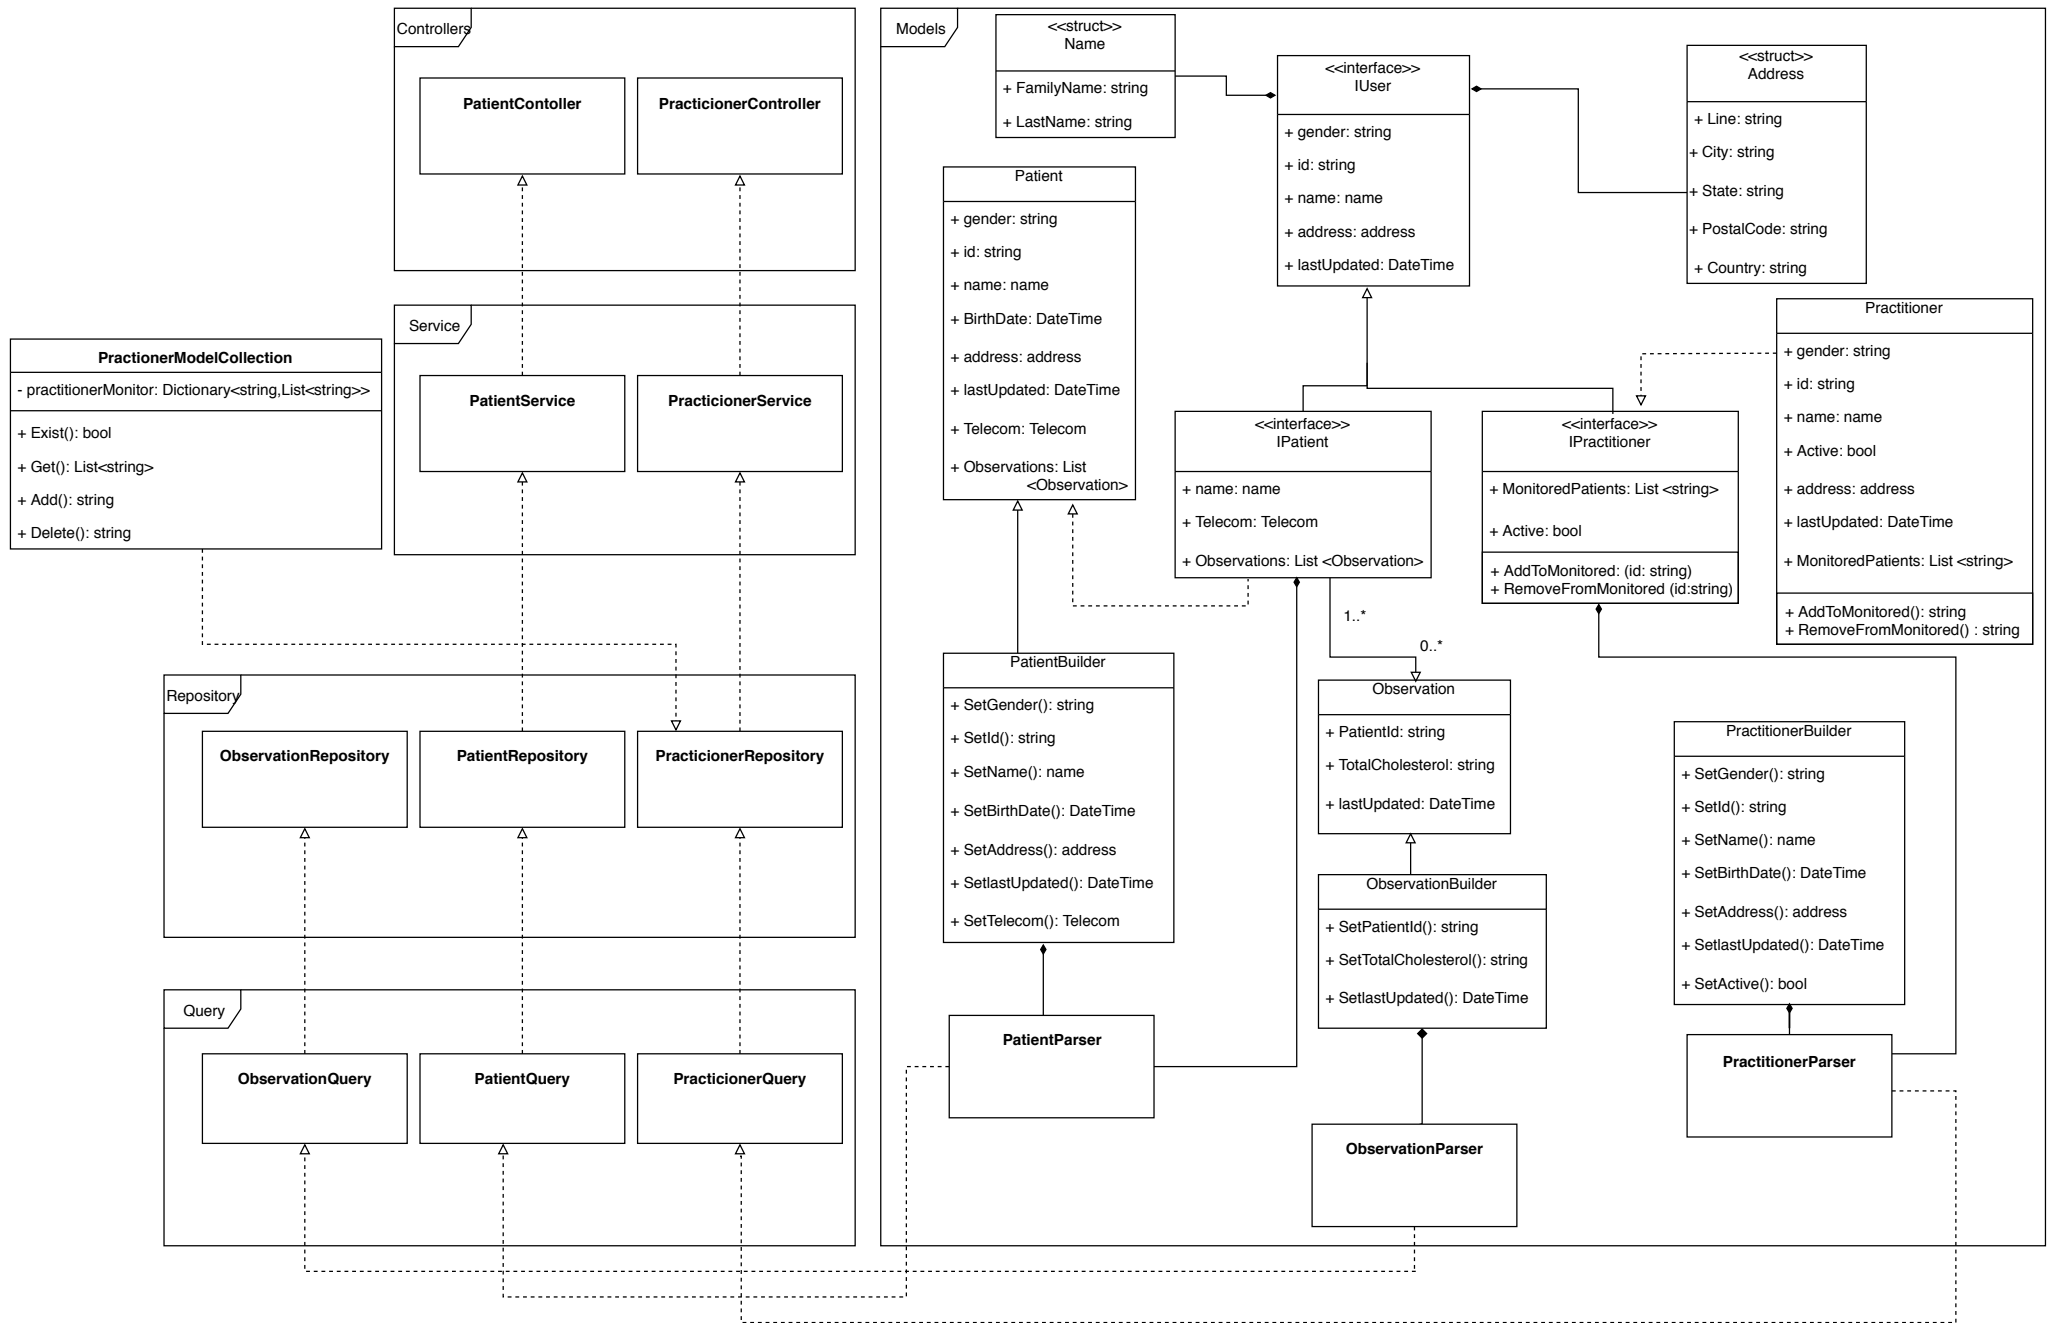 Controllers
PatientContoller
PracticionerController
Service
PatientService
PracticionerService
PractionerModelCollection
- practitionerMonitor: Dictionary<string,List<string>>
+ Exist(): bool
+ Get(): List<string>
+ Add(): string
+ Delete(): string
Repository
ObservationRepository
PatientRepository
PracticionerRepository
Query
ObservationQuery
PatientQuery
PracticionerQuery
Models
<<struct>>
Name
+ FamilyName: string
+ LastName: string
<<interface>>
IUser
+ gender: string
+ id: string
+ name: name
+ address: address
+ lastUpdated: DateTime
<<struct>>
Address
+ Line: string
+ City: string
+ State: string
+ PostalCode: string
+ Country: string
Patient
+ gender: string
+ id: string
+ name: name
+ BirthDate: DateTime
+ address: address
+ lastUpdated: DateTime
+ Telecom: Telecom
+ Observations: List
<Observation>
<<interface>>
IPatient
+ name: name
+ Telecom: Telecom
+ Observations: List <Observation>
<<interface>>
IPractitioner
+ MonitoredPatients: List <string>
+ Active: bool
+ AddToMonitored: (id: string)
+ RemoveFromMonitored (id:string)
Practitioner
+ gender: string
+ id: string
+ name: name
+ Active: bool
+ address: address
+ lastUpdated: DateTime
+ MonitoredPatients: List <string>
+ AddToMonitored(): string
+ RemoveFromMonitored() : string
1..*
0..*
PatientBuilder
+ SetGender(): string
+ SetId(): string
+ SetName(): name
+ SetBirthDate(): DateTime
+ SetAddress(): address
+ SetlastUpdated(): DateTime
+ SetTelecom(): Telecom
Observation
+ PatientId: string
+ TotalCholesterol: string
+ lastUpdated: DateTime
ObservationBuilder
+ SetPatientId(): string
+ SetTotalCholesterol(): string
+ SetlastUpdated(): DateTime
PractitionerBuilder
+ SetGender(): string
+ SetId(): string
+ SetName(): name
+ SetBirthDate(): DateTime
+ SetAddress(): address
+ SetlastUpdated(): DateTime
+ SetActive(): bool
PatientParser
ObservationParser
PractitionerParser